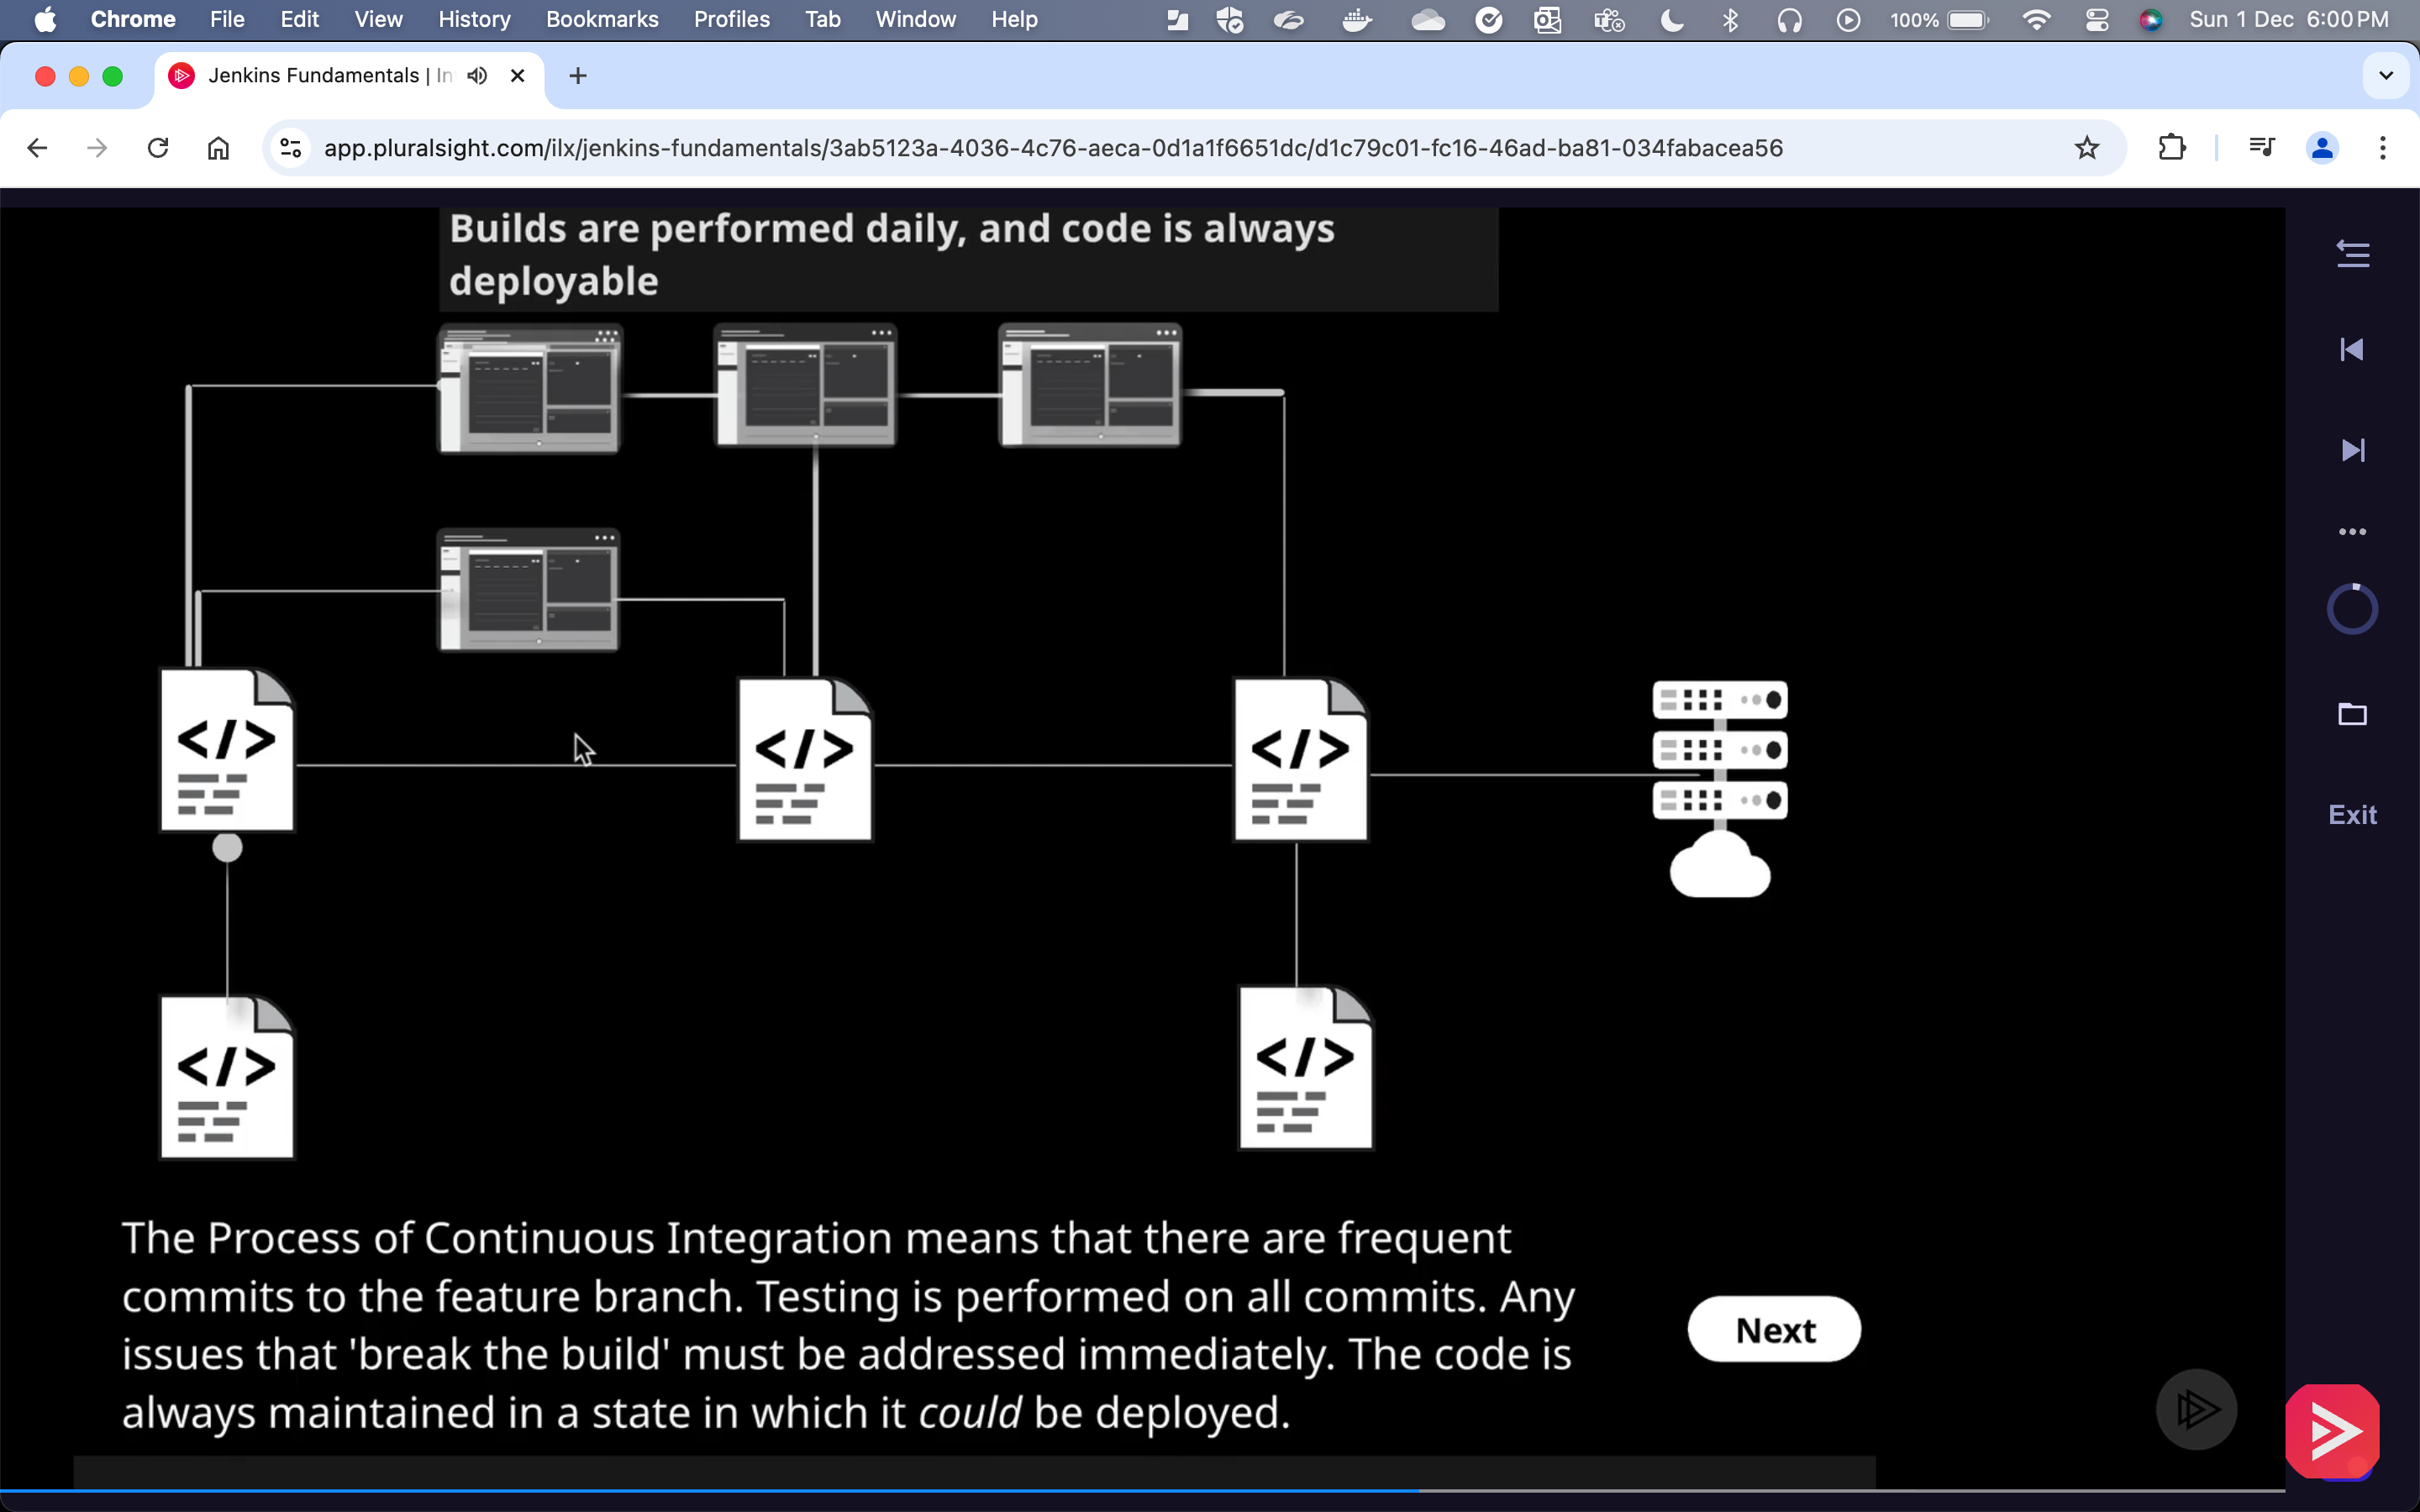 Chrome File Edit View History Bookmarks Profiles Tab Window Help 100% Sun 1 Dec 6:00 PM
Jenkins Fundamentals | In
app.pluralsight.com/ilx/jenkins-fundamentals/3ab5123a-4036-4c76-aeca-0d1a1f6651dc/d1c79c01-fc16-46ad-ba81-034fabacea56
Builds are performed daily, and code is always
deployable
</>
</>
</>
Exit
</>
</>
The Process of Continuous Integration means that there are frequent
commits to the feature branch. Testing is performed on all commits. Any
issues that 'break the build' must be addressed immediately. The code is
always maintained in a state in which it could be deployed.
Next